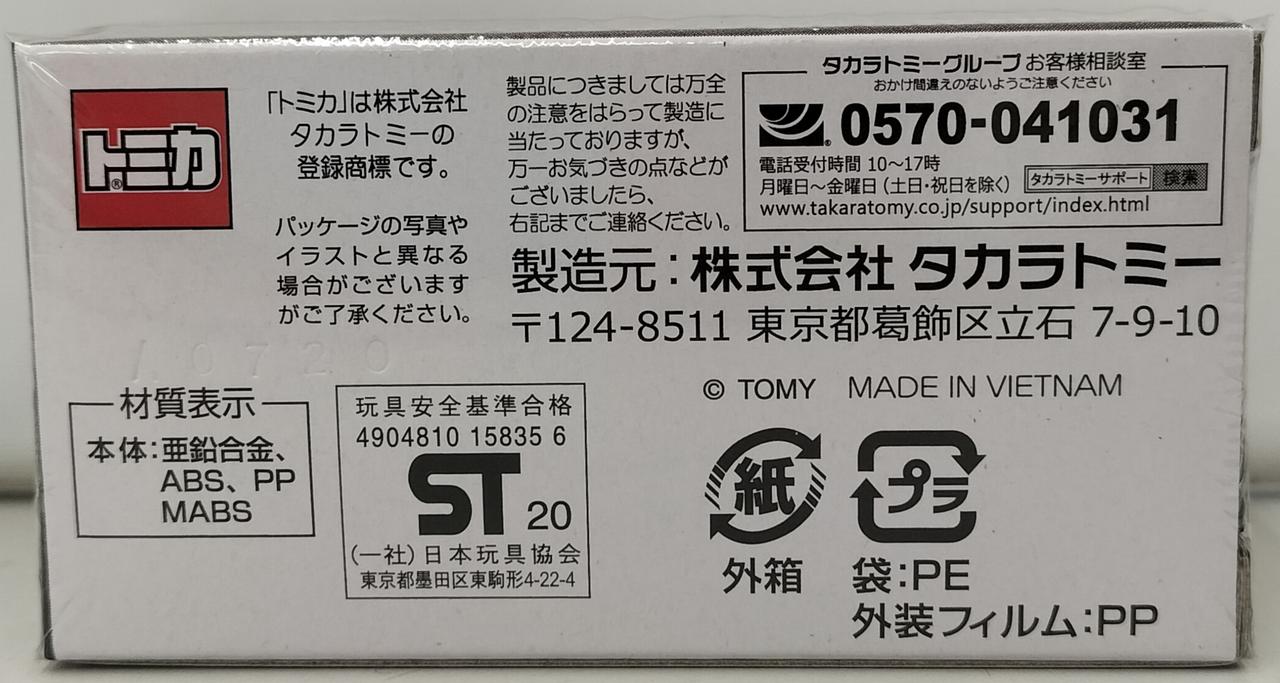 トミカ®
「トミカ」は株式会社
タカラトミーの
登録商標です。
パッケージの写真や
イラストと異なる
場合がございます
がご了承ください。
製品につきましては万全
の注意をはらって製造に
当たっておりますが、
万一お気づきの点などが
ございましたら、
右記までご連絡ください。
タカラトミーグループ お客様相談室
おかけ間違えのないようご注意ください
0570-041031
電話受付時間 10～17時
月曜日～金曜日（土日・祝日を除く）
タカラトミーサポート 検索
www.takaratomy.co.jp/support/index.html
製造元：株式会社 タカラトミー
〒124-8511 東京都葛飾区立石 7-9-10
10720
材質表示
本体：亜鉛合金、
ABS、PP
MABS
玩具安全基準合格
4904810 15835 6
ST 20
(一社)日本玩具協会
東京都墨田区東駒形4-22-4
© TOMY MADE IN VIETNAM
紙
外箱
プラ
袋：PE
外装フィルム：PP